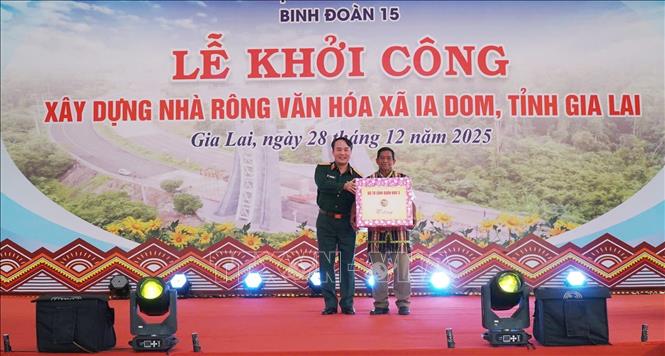 BINH ĐOÀN 15
LỄ KHỞI CÔNG
XÂY DỰNG NHÀ RÔNG VĂN HÓA XÃ IA DOM, TỈNH GIA LAI
Gia Lai, ngày 28 tháng 12 năm 2025